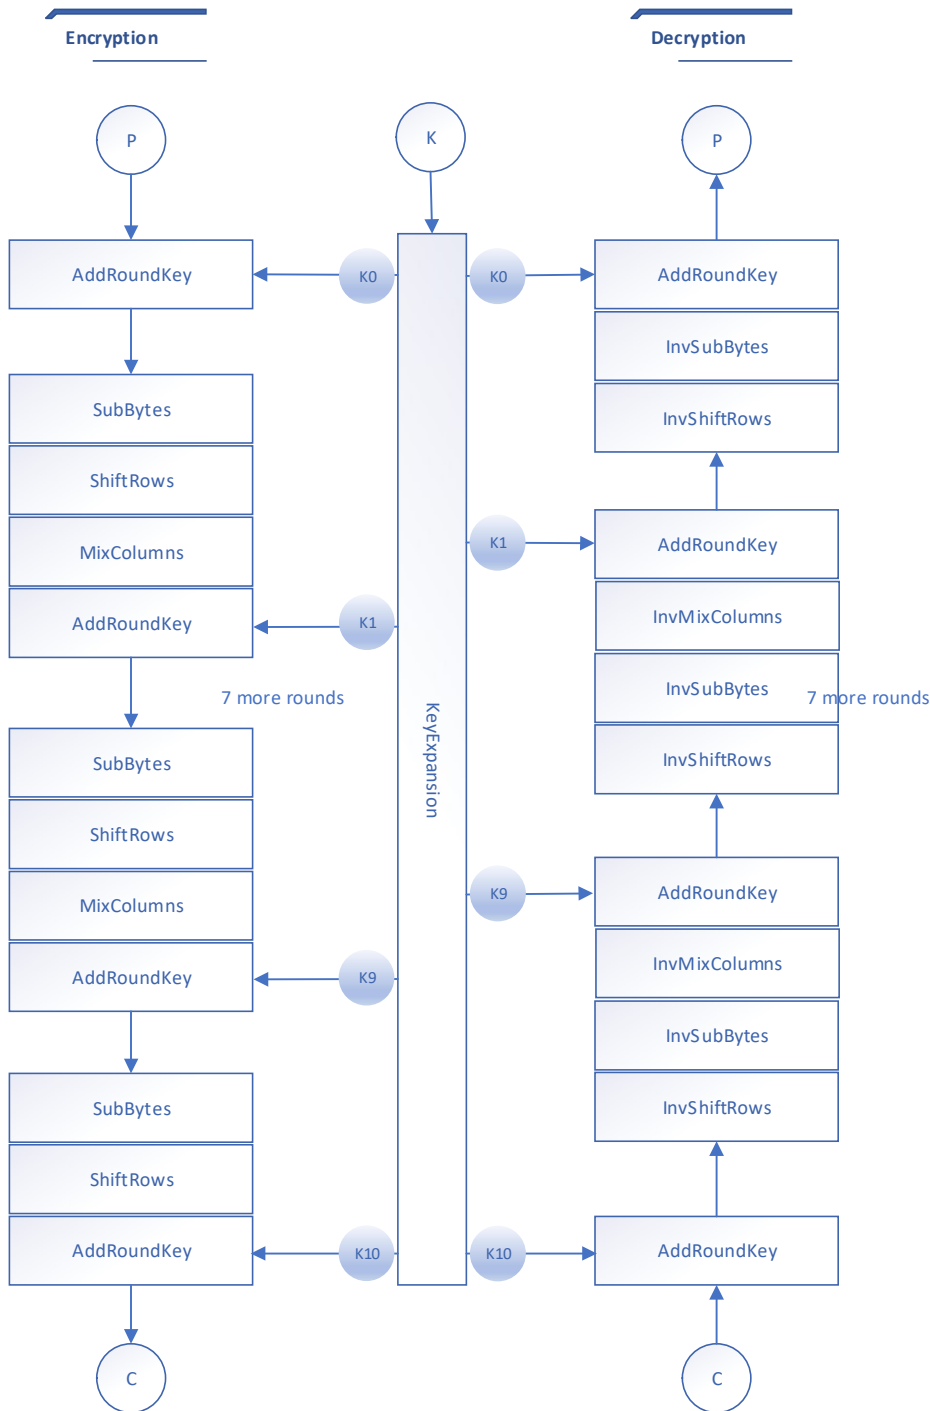 Encryption
Decryption
P
K
P
AddRoundKey
K0
K0
AddRoundKey
InvSubBytes
SubBytes
InvShiftRows
ShiftRows
K1
AddRoundKey
MixColumns
InvMixColumns
AddRoundKey
K1
InvSubBytes
7 more rounds
7 more rounds
KeyExpansion
SubBytes
InvShiftRows
ShiftRows
K9
AddRoundKey
MixColumns
InvMixColumns
AddRoundKey
K9
InvSubBytes
SubBytes
InvShiftRows
ShiftRows
AddRoundKey
K10
K10
AddRoundKey
C
C